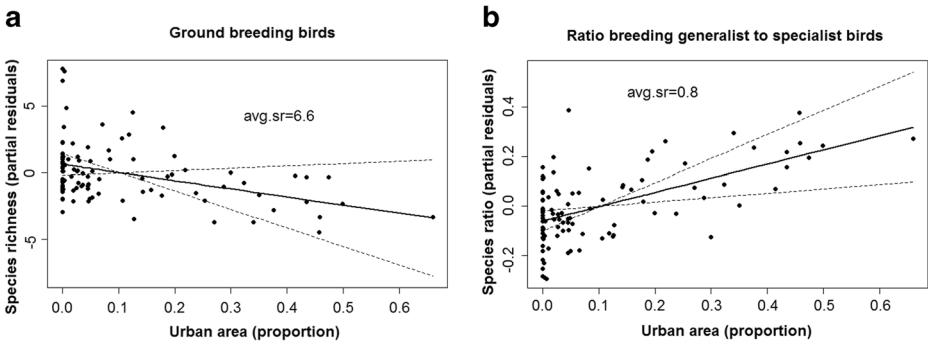 a
Ground breeding birds
Species richness (partial residuals)
5
0
-5
avg.sr=6.6
0.0 0.1 0.2 0.3 0.4 0.5 0.6
Urban area (proportion)
b
Ratio breeding generalist to specialist birds
Species ratio (partial residuals)
0.4
0.2
0.0
-0.2
avg.sr=0.8
0.0 0.1 0.2 0.3 0.4 0.5 0.6
Urban area (proportion)